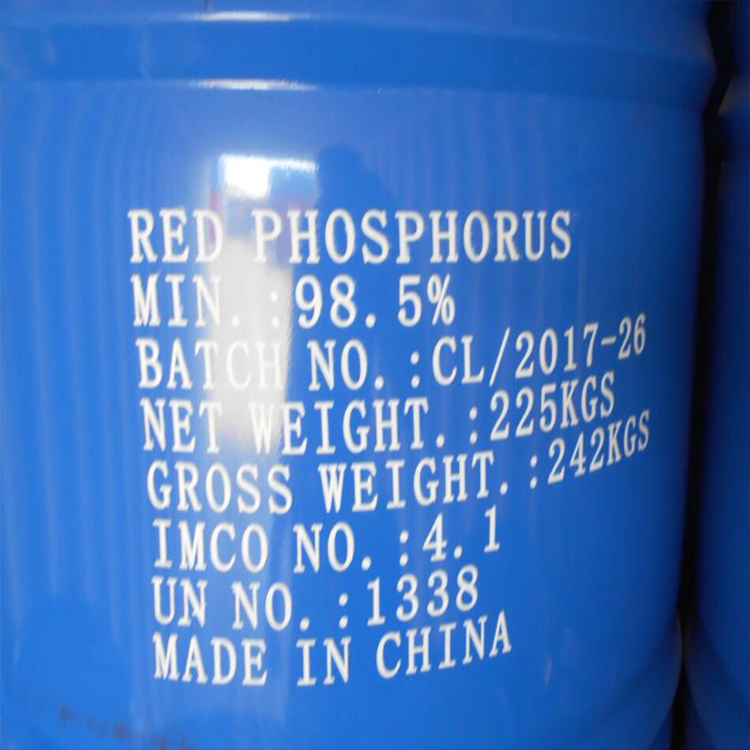 RED PHOSPHORUS
MIN.:98.5%
BATCH NO.:CL/2017-26
NET WEIGHT.:225KGS
GROSS WEIGHT.:242KGS
IMCO NO.:4.1
UN NO.:1338
MADE IN CHINA